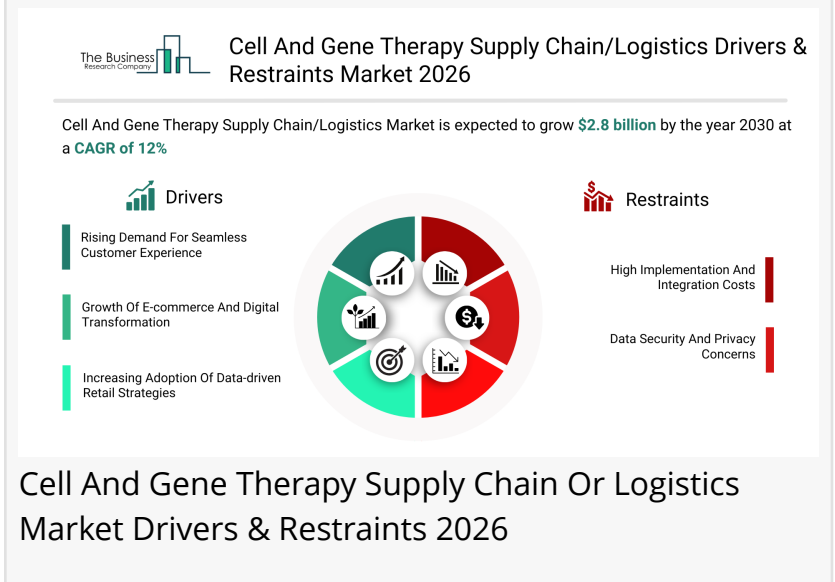 The Business
Research Company
Cell And Gene Therapy Supply Chain/Logistics Drivers &
Restraints Market 2026
Cell And Gene Therapy Supply Chain/Logistics Market is expected to grow $2.8 billion by the year 2030 at
a CAGR of 12%
Drivers
Rising Demand For Seamless
Customer Experience
Growth Of E-commerce And Digital
Transformation
Increasing Adoption Of Data-driven
Retail Strategies
$
$
Restraints
High Implementation And
Integration Costs
Data Security And Privacy
Concerns
Cell And Gene Therapy Supply Chain Or Logistics
Market Drivers & Restraints 2026